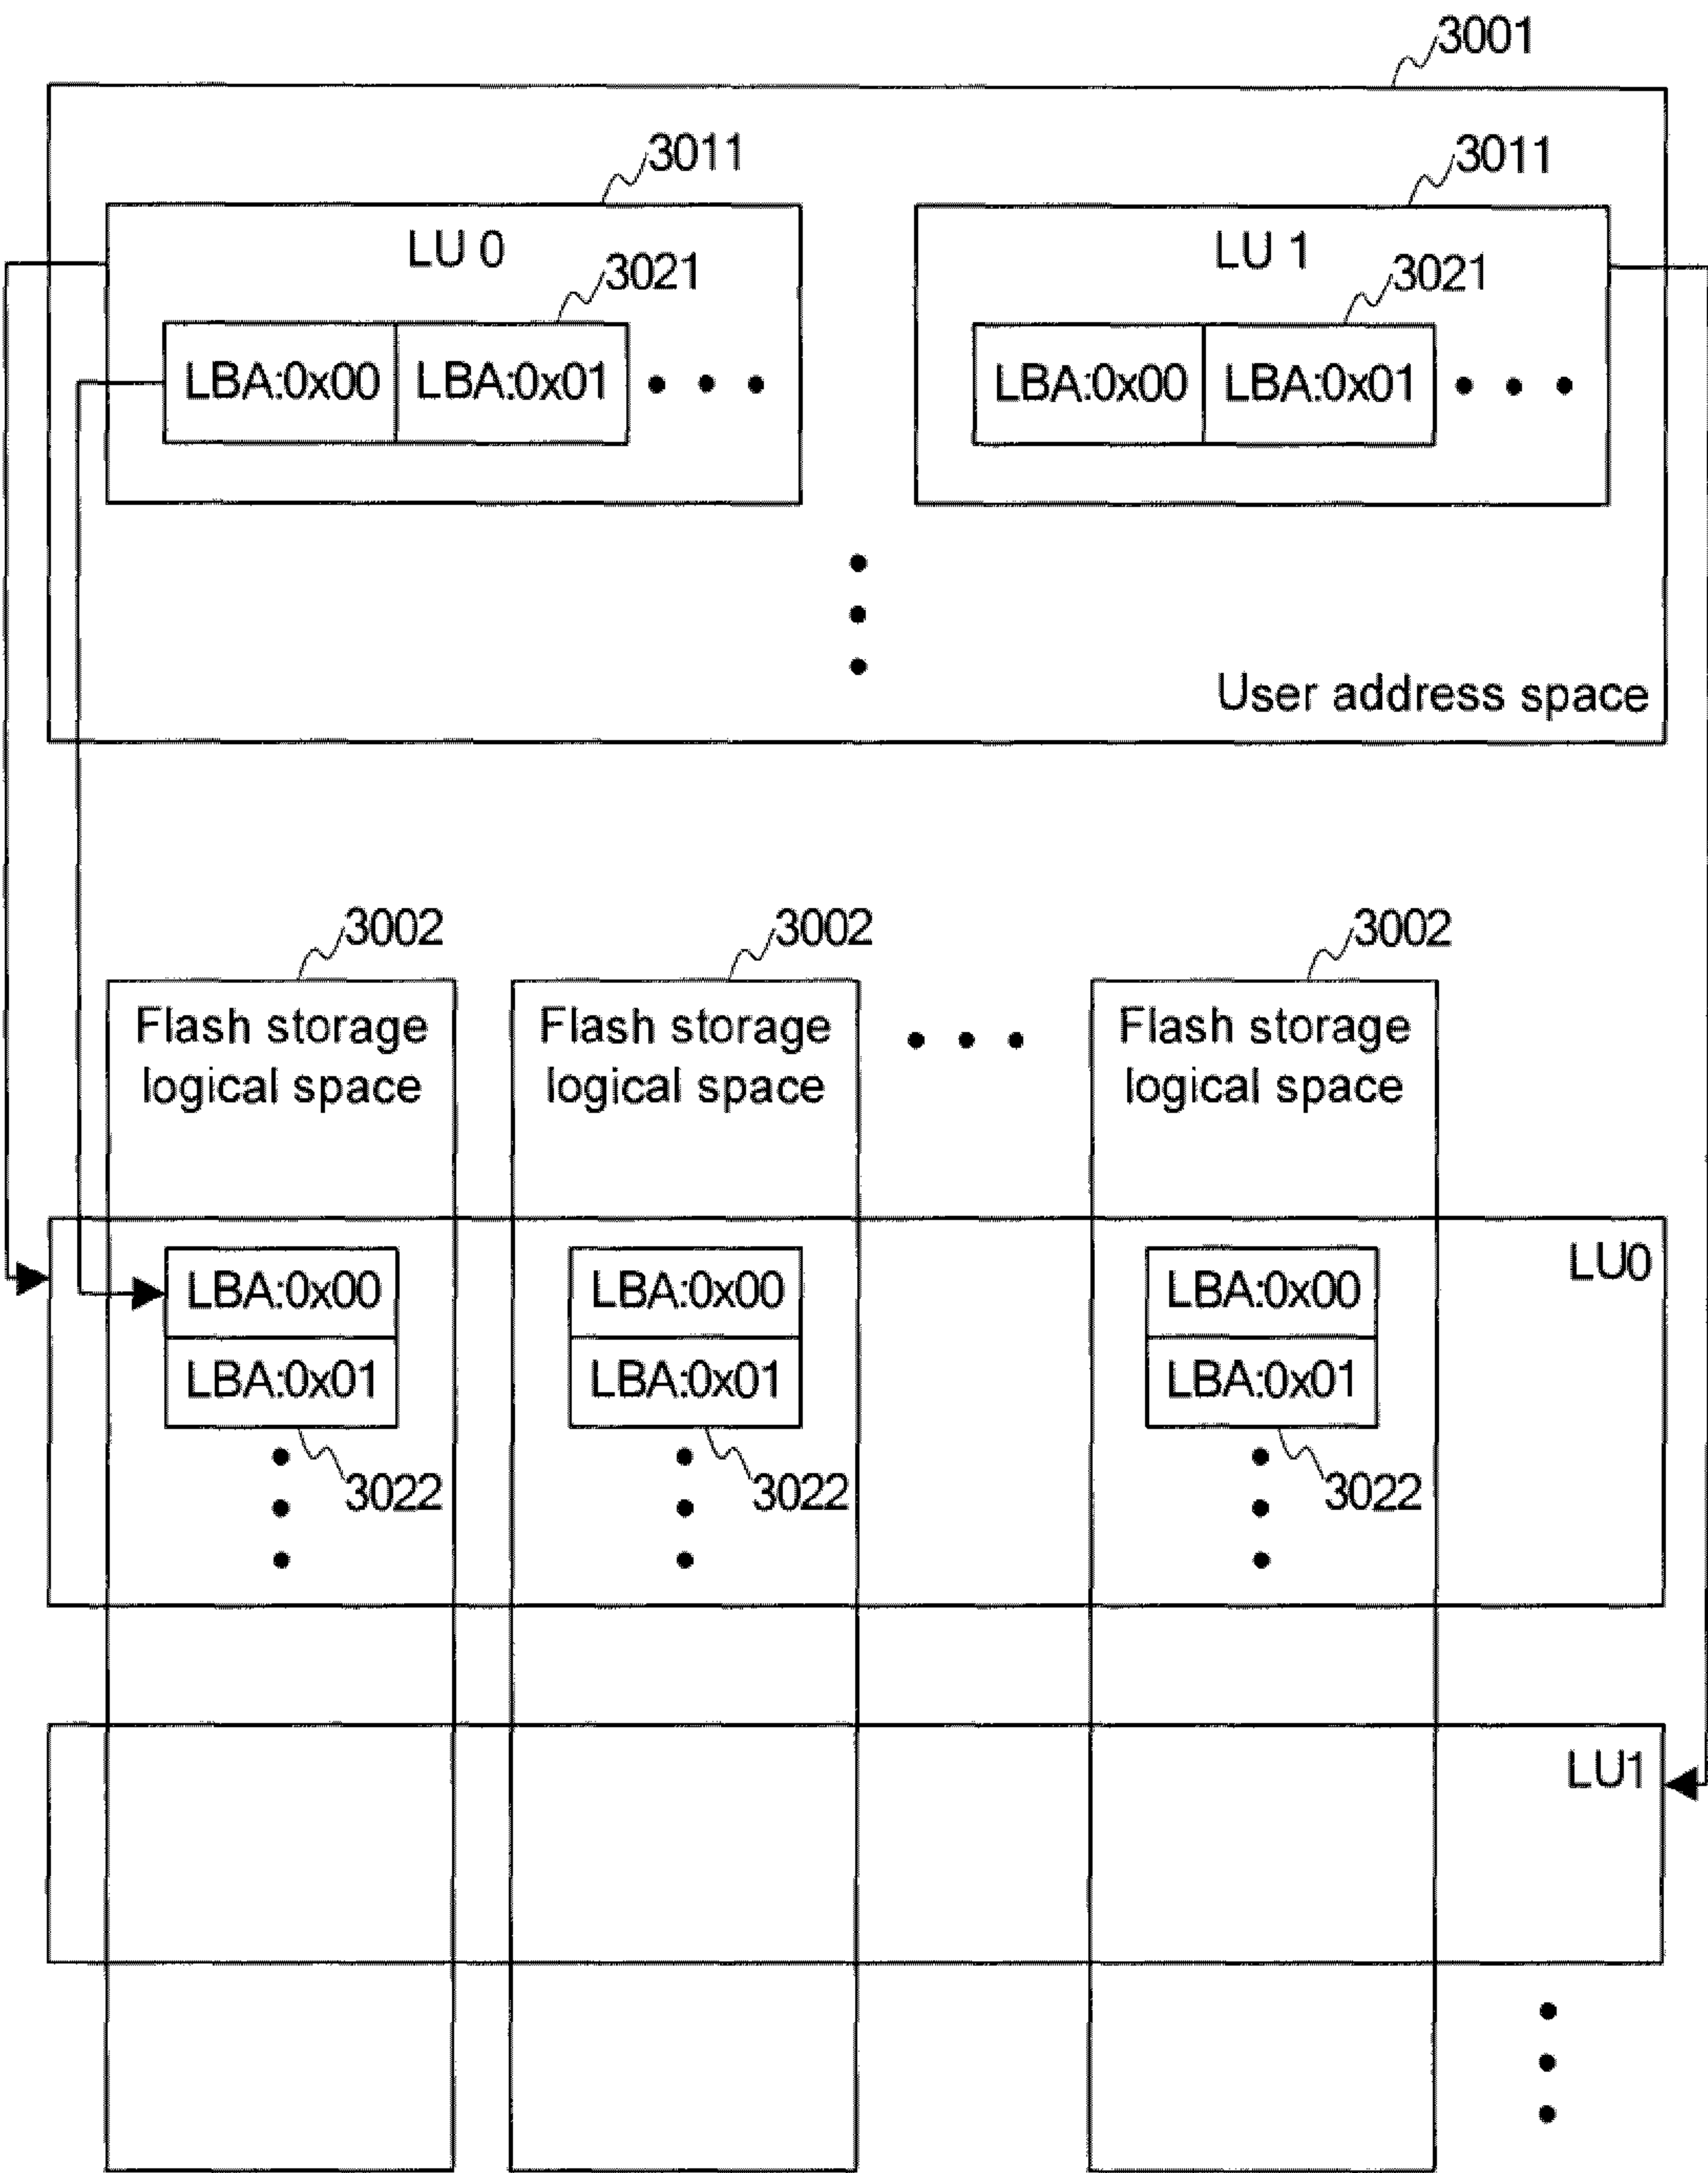 3001
3011 3011
LU 0 LU 1
3021 3021
LBA:0x00 LBA:0x01 LBA:0x00 LBA:0x01
User address space
3002 3002 3002
Flash storage Flash storage Flash storage
logical space logical space logical space
LU0
LBA:0x00 LBA:0x00 LBA:0x00
LBA:0x01 LBA:0x01 LBA:0x01
3022 3022 3022
LU1